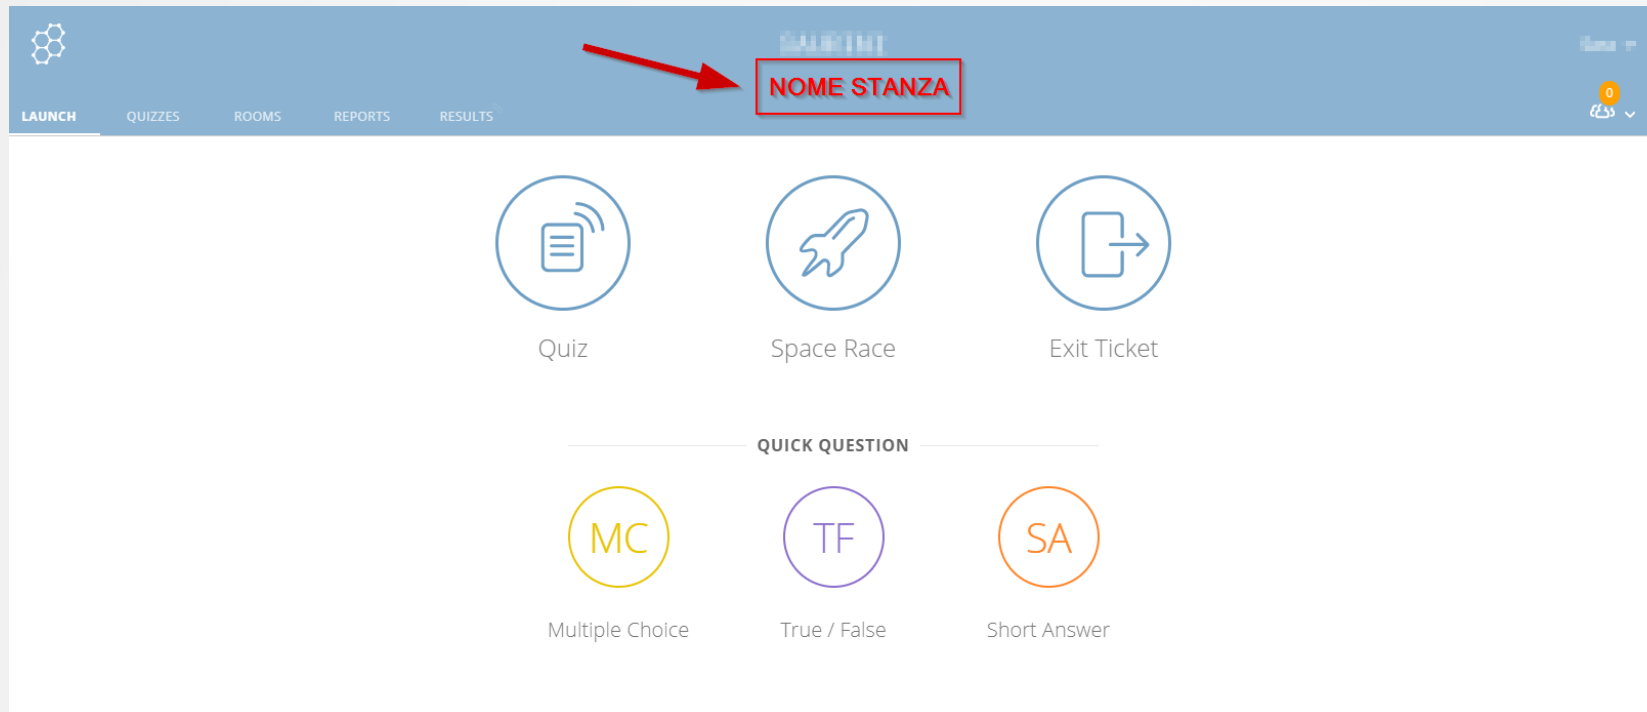 NOME STANZA
0
LAUNCH QUIZZES ROOMS REPORTS RESULTS
Quiz Space Race Exit Ticket
QUICK QUESTION
MC TF SA
Multiple Choice True / False Short Answer